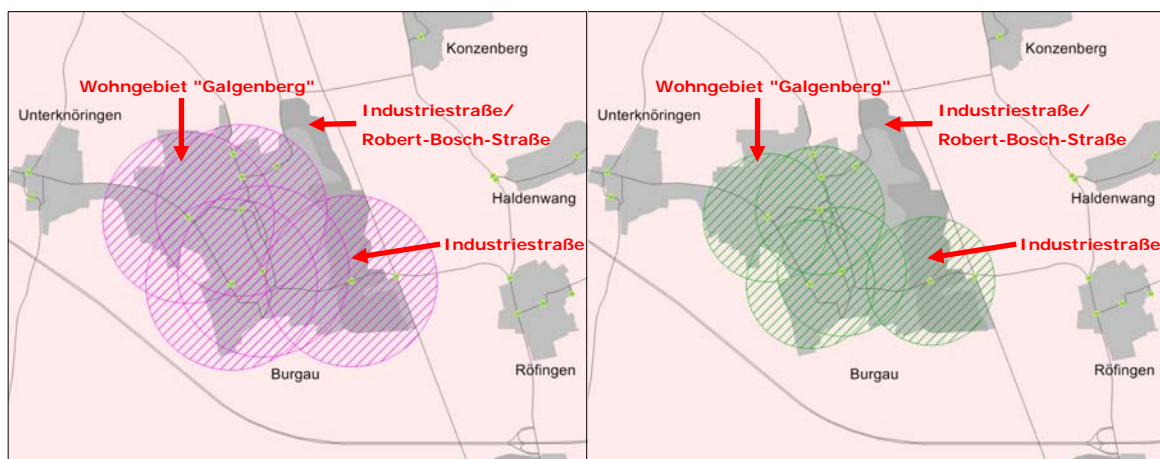 Konzenberg
Wohngebiet "Galgenberg"
Unterknöringen
Industriestraße/
Robert-Bosch-Straße
Haldenwang
Industriestraße
Burgau
Röfingen
Konzenberg
Wohngebiet "Galgenberg"
Unterknöringen
Industriestraße/
Robert-Bosch-Straße
Haldenwang
Industriestraße
Burgau
Röfingen